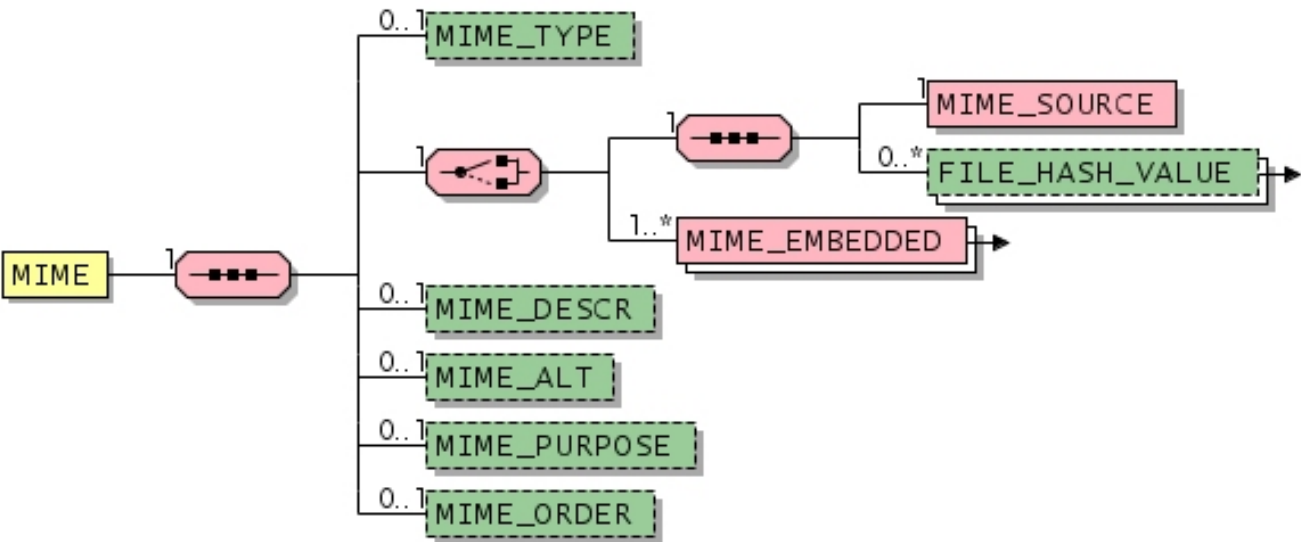 0..1
MIME_TYPE
1
MIME_SOURCE
1
0..*
FILE_HASH_VALUE
1
1..*
MIME_EMBEDDED
MIME
1
0..1
MIME_DESCR
0..1
MIME_ALT
0..1
MIME_PURPOSE
0..1
MIME_ORDER